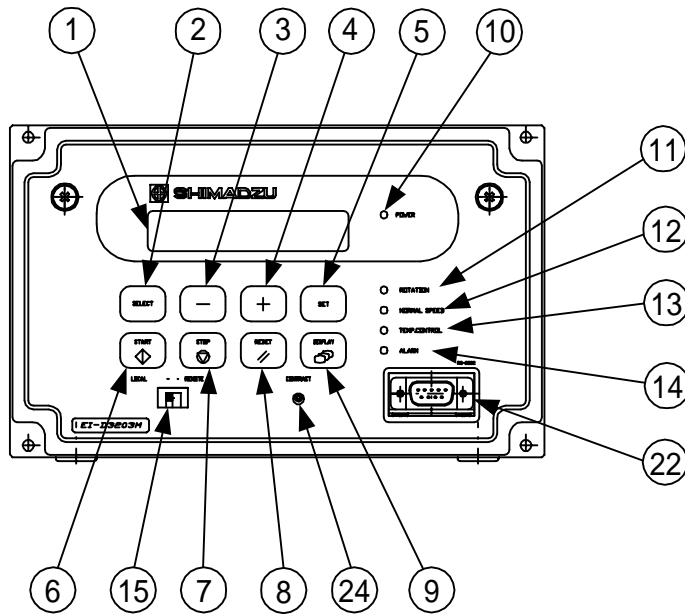 1 2 3 4 5 10
11
SHIMADZU
POWER
12
ROTATION
SELECT − + SET
NORMAL SPEED
13
TEMP.CONTROL
START STOP RESET DISPLAY
ALARM
14
LOCAL REMOTE CONTRAST
EI-D3203M
22
6 15 7 8 24 9